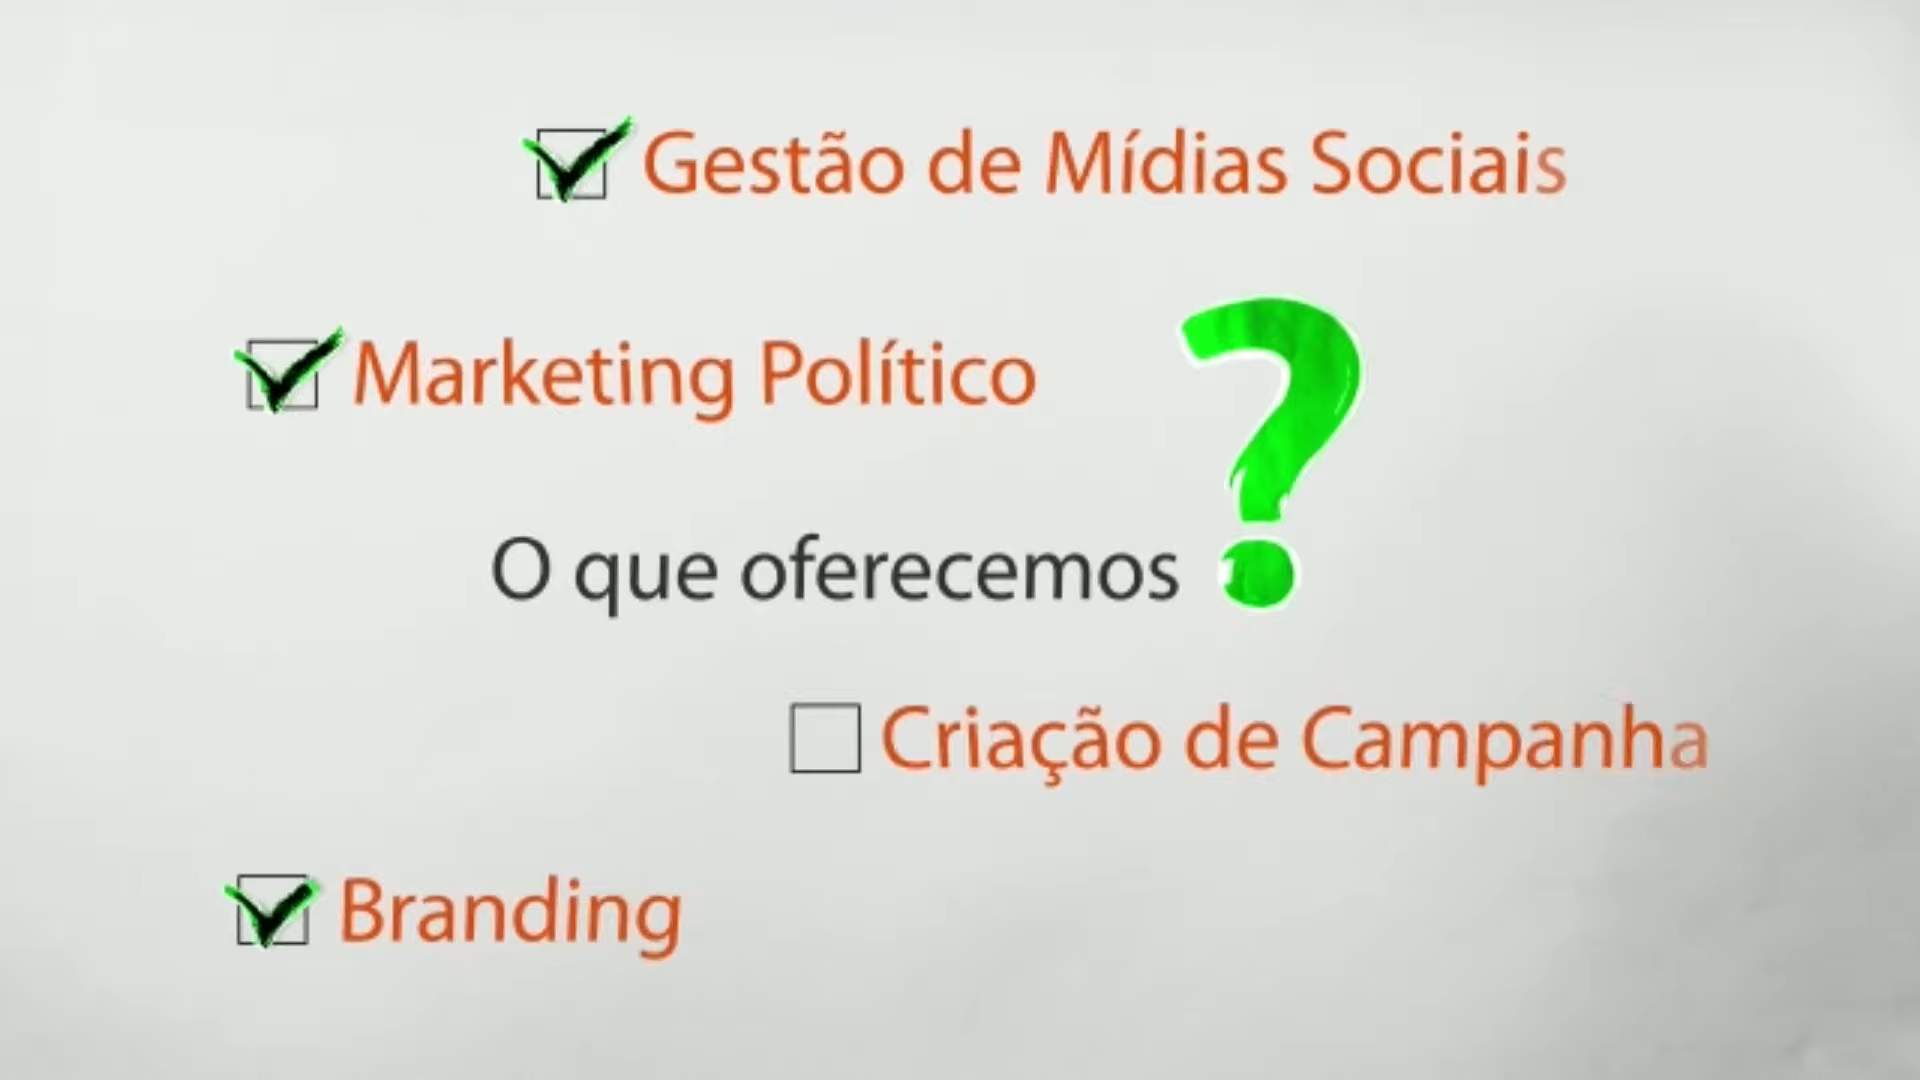 Gestão de Mídias Sociais
Marketing Político
O que oferecemos?
Criação de Campanha
Branding